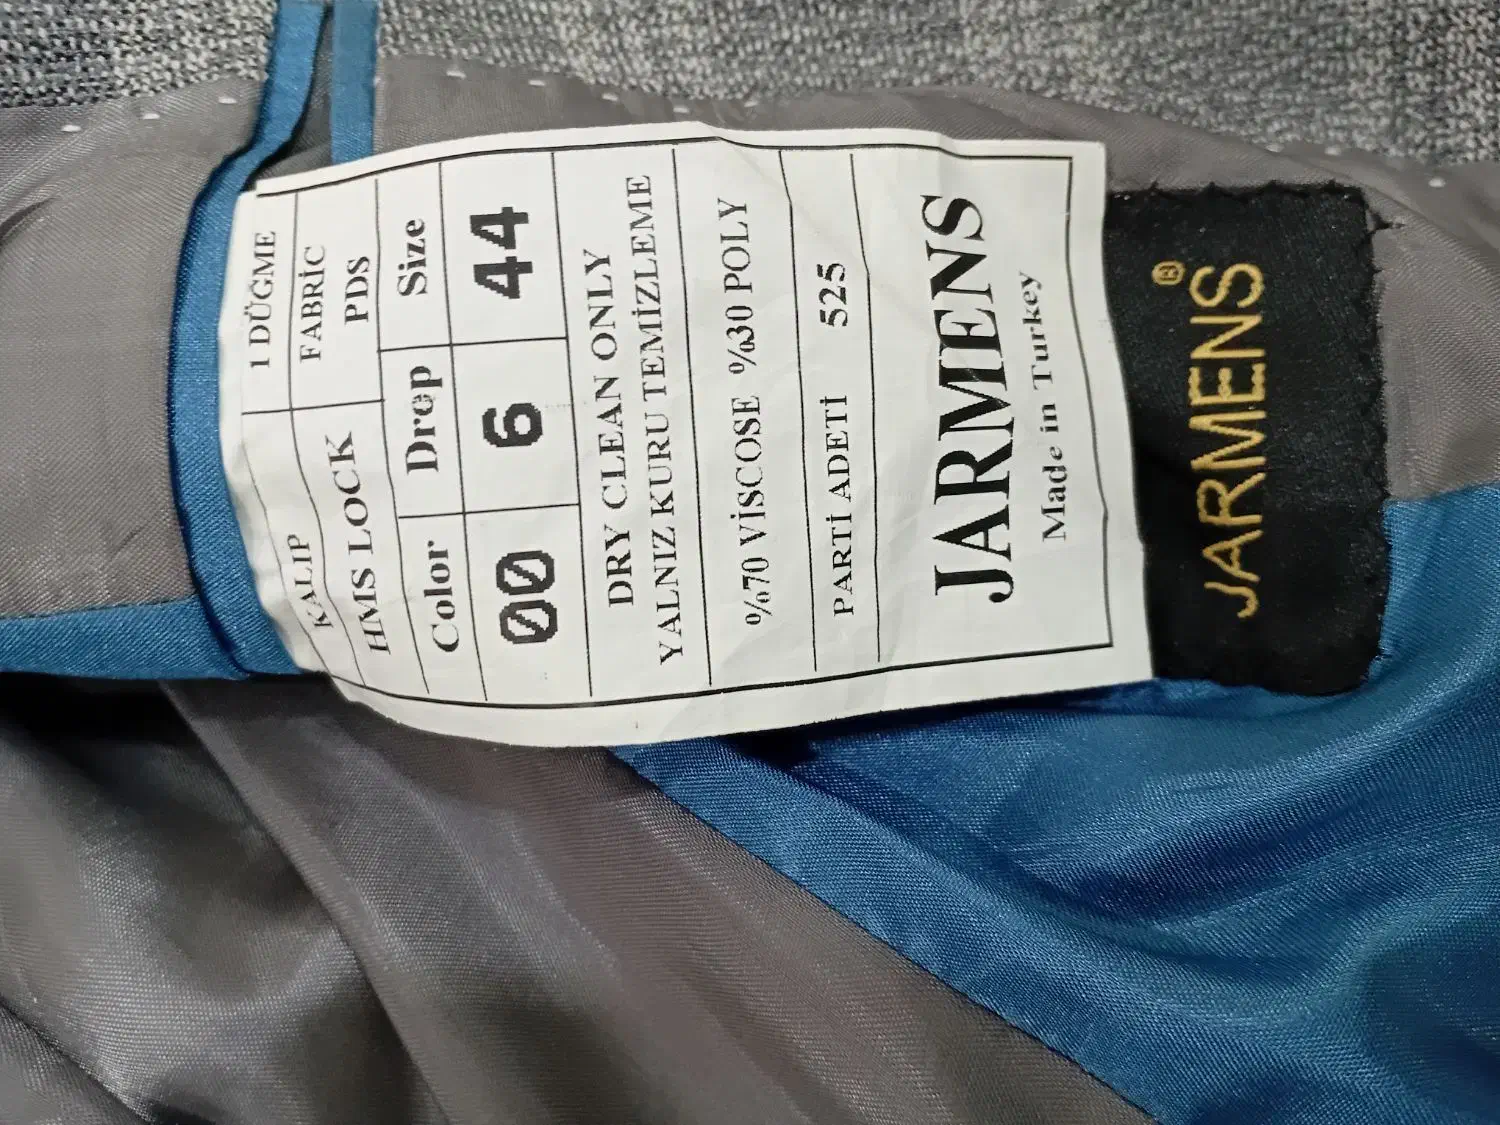 JARMENS®
JARMENS
Made in Turkey
PARTİ ADETİ 525
%70 VİSCOSE %30 POLY
DRY CLEAN ONLY
YALNIZ KURU TEMİZLEME
Color Drep Size
00 6 44
KALIP 1 DÜĞME
HMS LOCK FABRİC
PDS